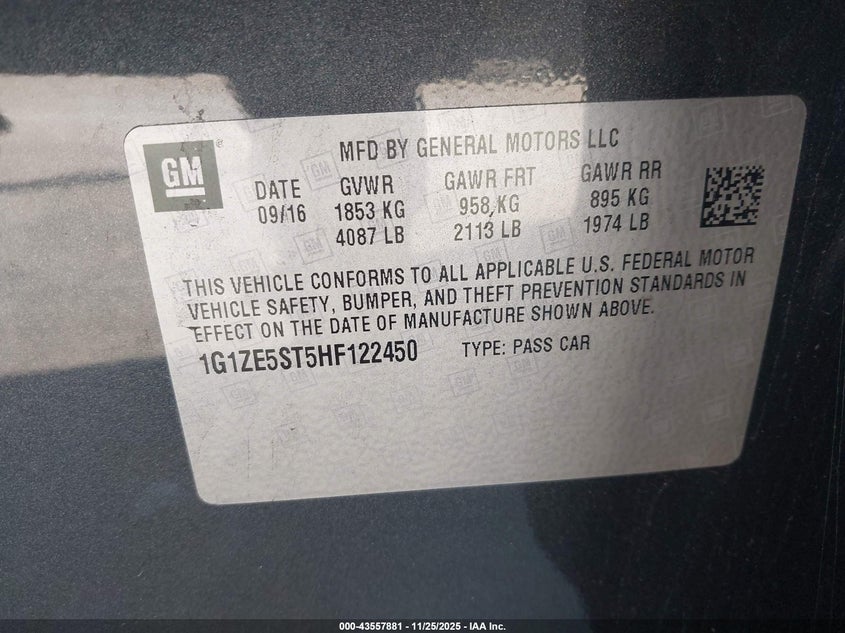 GM
MFD BY GENERAL MOTORS LLC
DATE GVWR GAWR FRT GAWR RR
09/16 1853 KG 958 KG 895 KG
4087 LB 2113 LB 1974 LB
THIS VEHICLE CONFORMS TO ALL APPLICABLE U.S. FEDERAL MOTOR
VEHICLE SAFETY, BUMPER, AND THEFT PREVENTION STANDARDS IN
EFFECT ON THE DATE OF MANUFACTURE SHOWN ABOVE.
1G1ZE5ST5HF122450 TYPE: PASS CAR
000-43557881 - 11/25/2025 - IAA Inc.